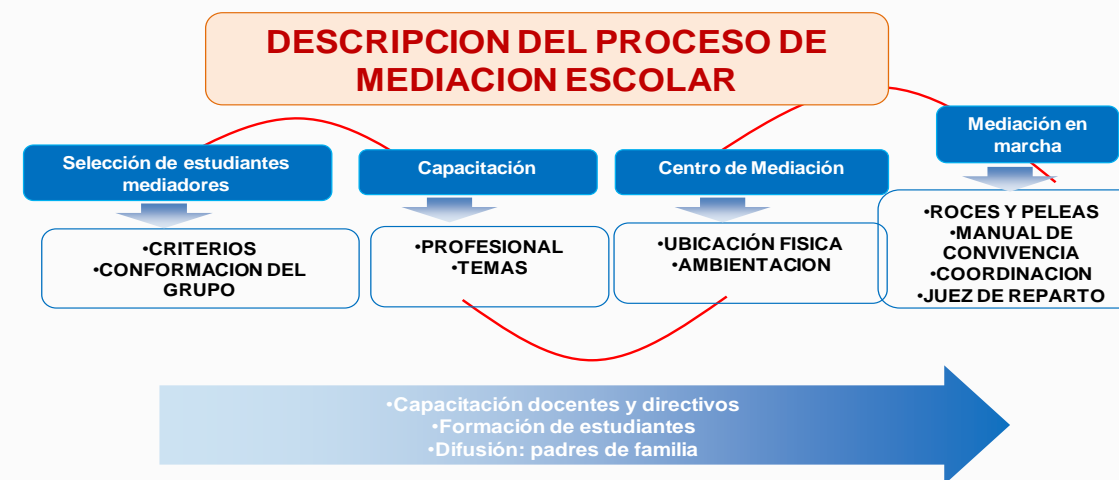 DESCRIPCION DEL PROCESO DE
MEDIACION ESCOLAR
Selección de estudiantes
mediadores
•CRITERIOS
•CONFORMACION DEL
GRUPO
Capacitación
•PROFESIONAL
•TEMAS
Centro de Mediación
•UBICACIÓN FISICA
•AMBIENTACION
Mediación en
marcha
•ROCES Y PELEAS
•MANUAL DE
CONVIVENCIA
•COORDINACION
•JUEZ DE REPARTO
•Capacitación docentes y directivos
•Formación de estudiantes
•Difusión: padres de familia